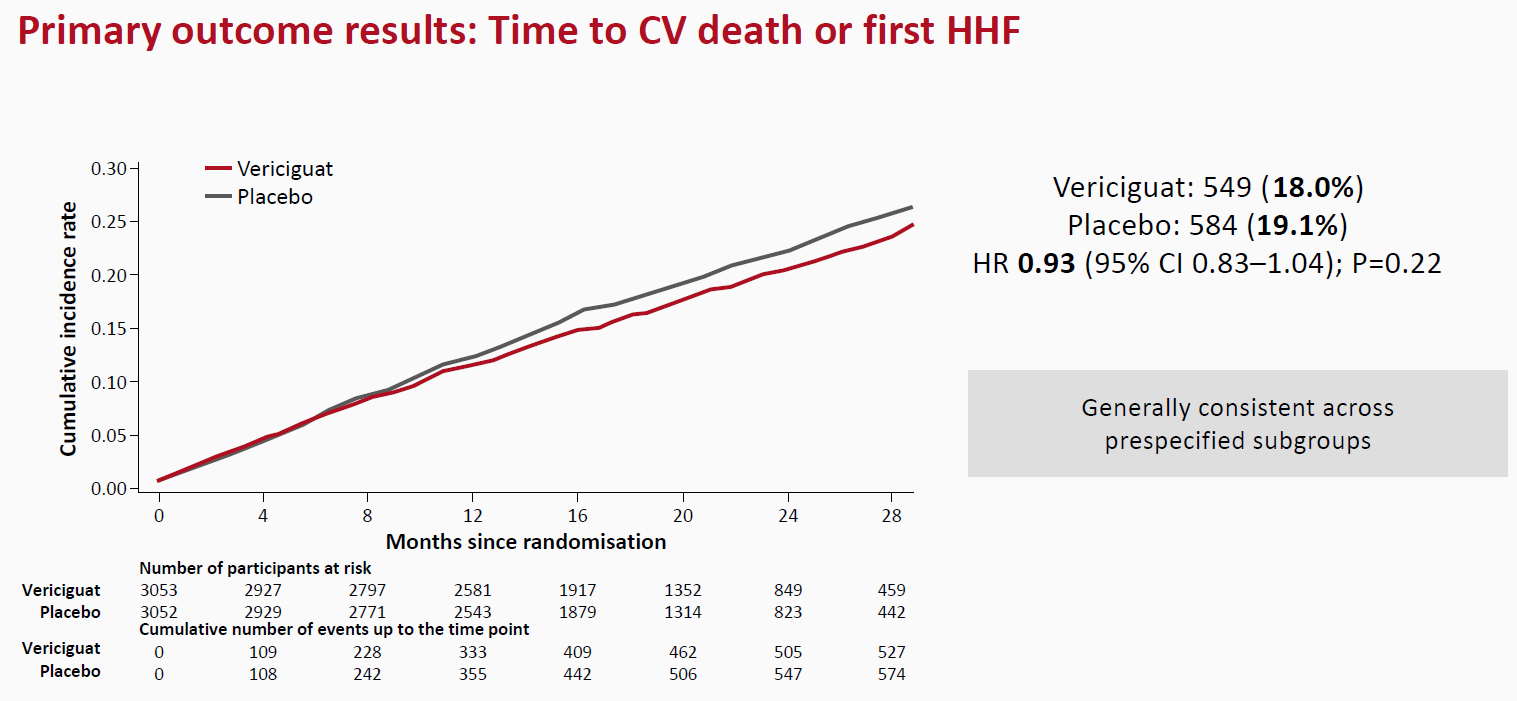 Primary outcome results: Time to CV death or first HHF
Vericiguat
Placebo
Cumulative incidence rate
0.30
0.25
0.20
0.15
0.10
0.05
0.00
0 4 8 12 16 20 24 28
Months since randomisation
Number of participants at risk
Vericiguat 3053 2927 2797 2581 1917 1352 849 459
Placebo 3052 2929 2771 2543 1879 1314 823 442
Cumulative number of events up to the time point
Vericiguat 0 109 228 333 409 462 505 527
Placebo 0 108 242 355 442 506 547 574
Vericiguat: 549 (18.0%)
Placebo: 584 (19.1%)
HR 0.93 (95% CI 0.83–1.04); P=0.22
Generally consistent across
prespecified subgroups